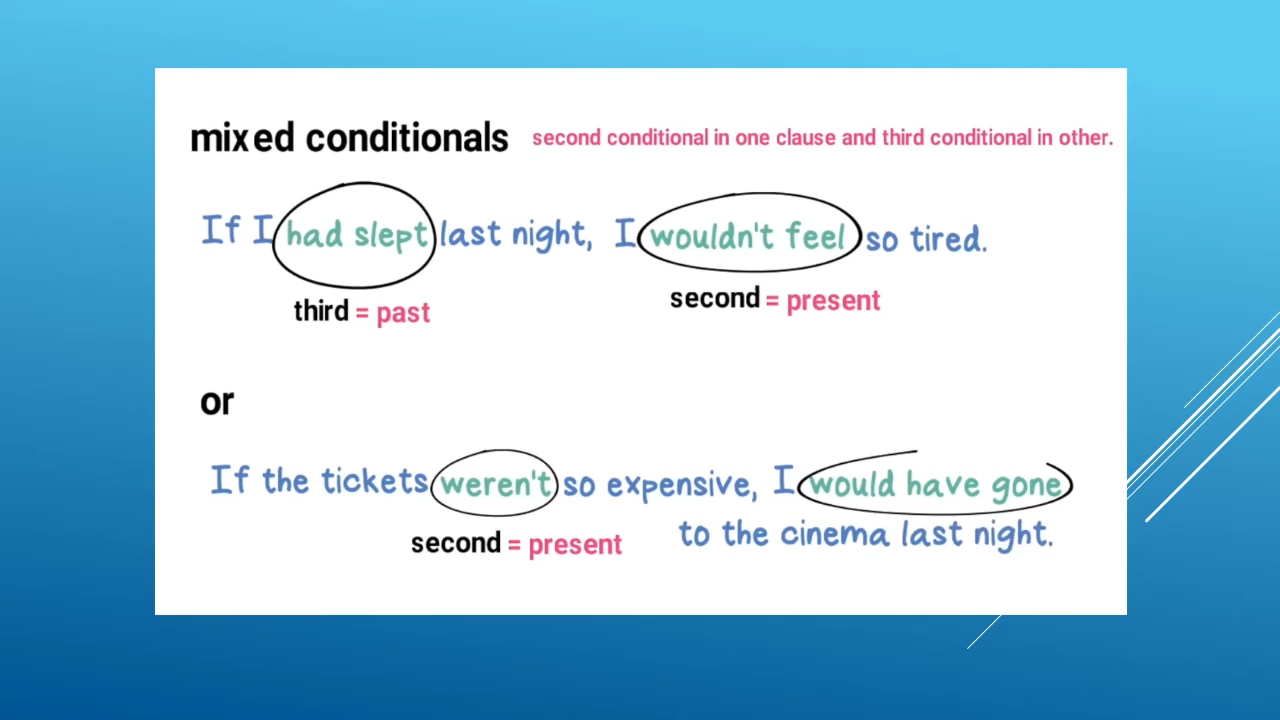 mixed conditionals second conditional in one clause and third conditional in other.
If I had slept last night, I wouldn't feel so tired.
third = past second = present
or
If the tickets weren't so expensive, I would have gone
to the cinema last night.
second = present